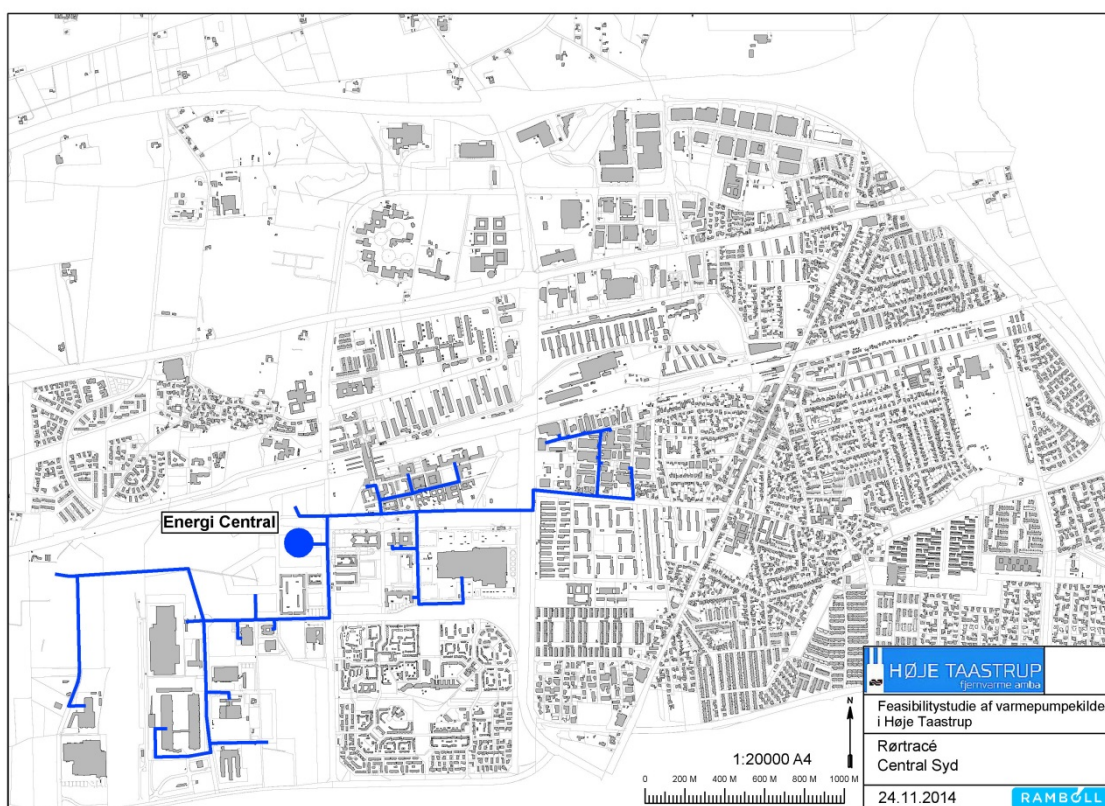 Energi Central
HØJE TAASTRUP
fjernvarme amba
Feasibilitystudie af varmepumpekilde
i Høje Taastrup
Rørtracé
Central Syd
24.11.2014
RAMBOLL
N
1:20000 A4
0 200 M 400 M 600 M 800 M 1000 M